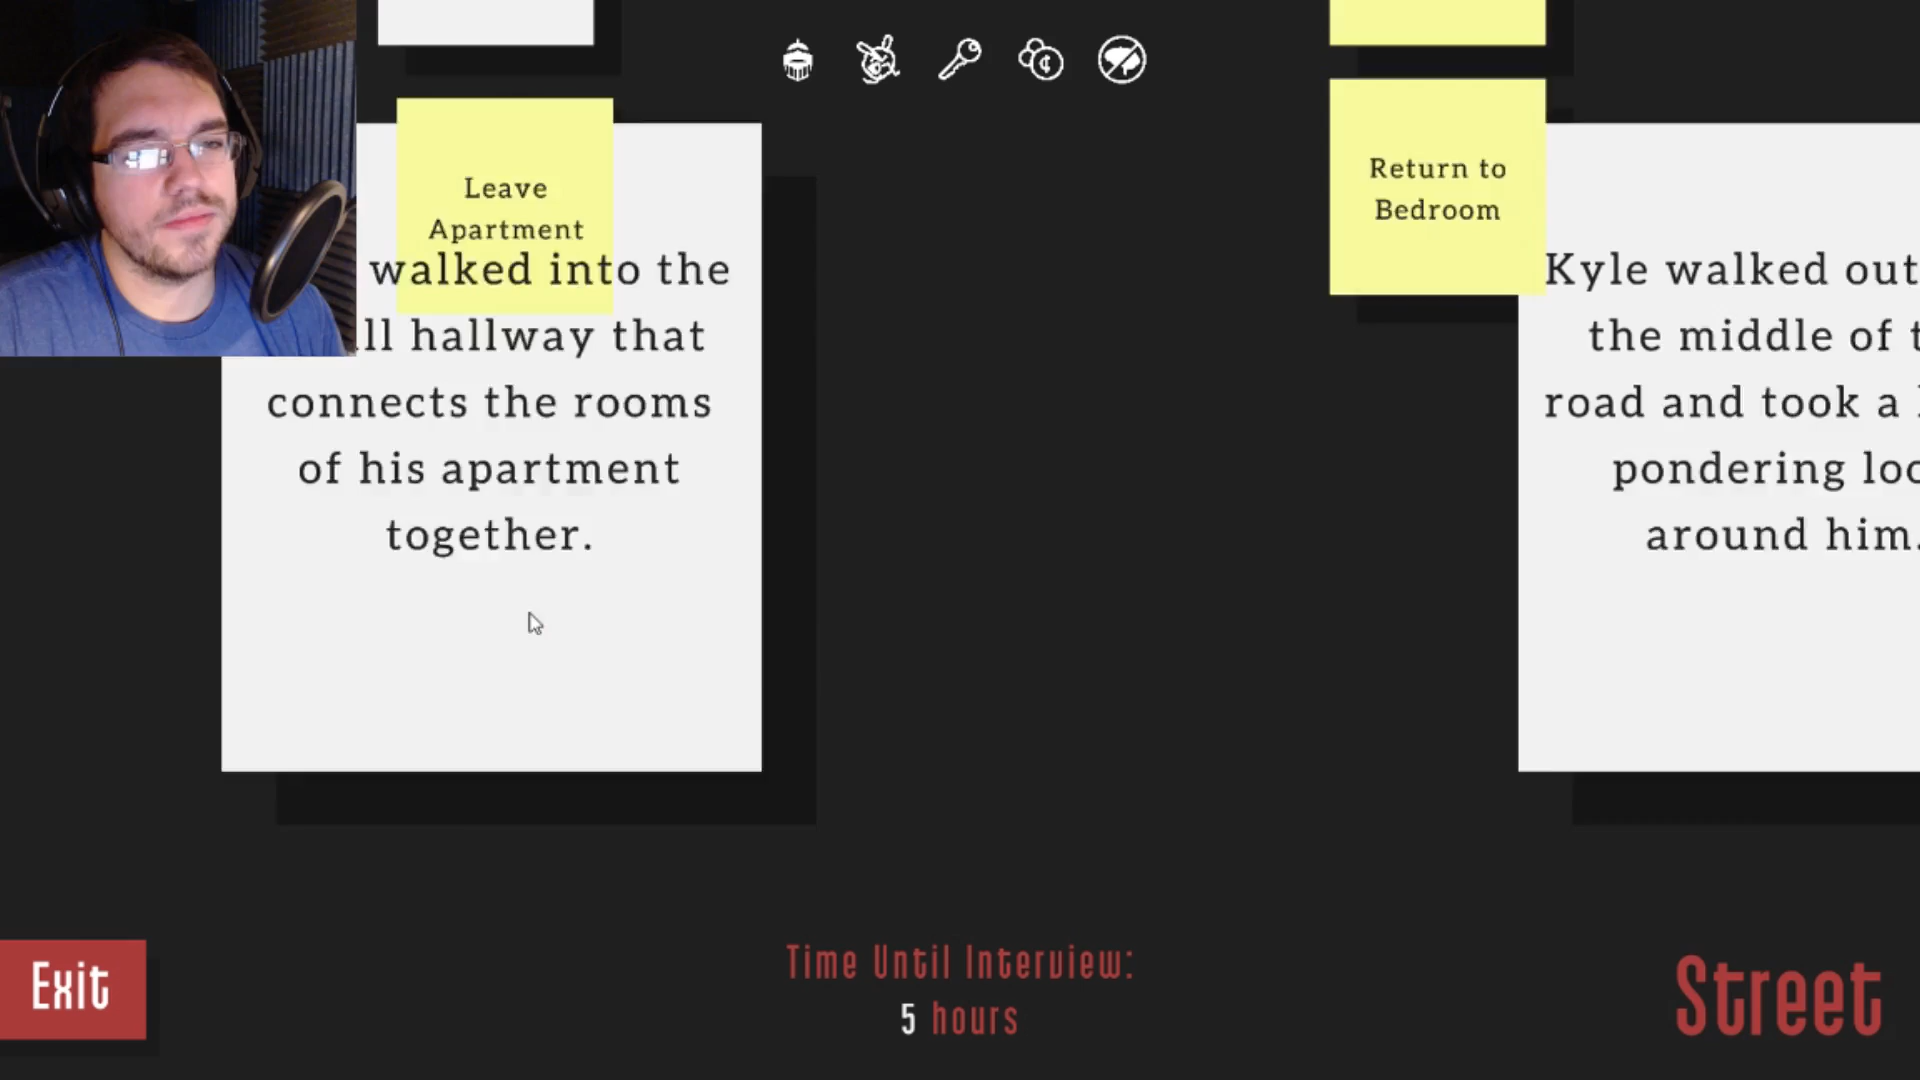 Leave
Apartment
walked into the
ll hallway that
connects the rooms
of his apartment
together.
Return to
Bedroom
Kyle walked out
the middle of t
road and took a l
pondering loo
around him.
Exit
Time Until Interview:
5 hours
Street